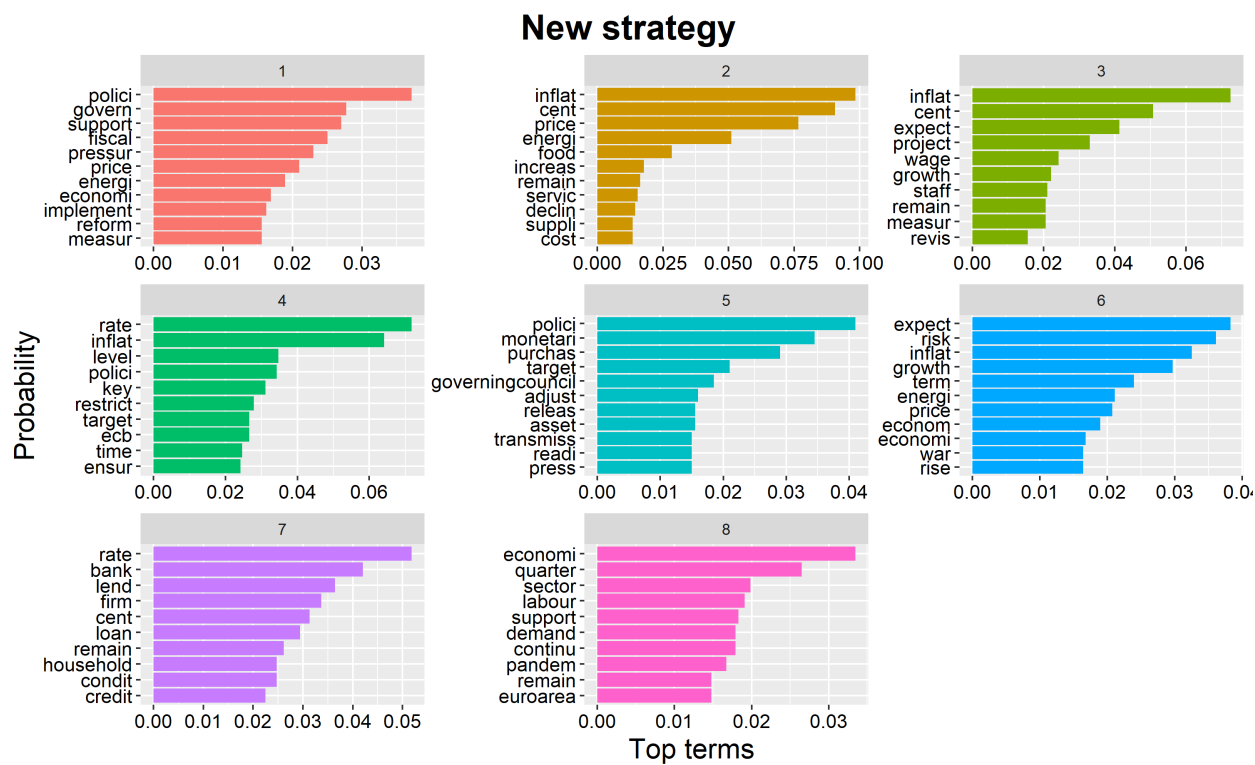 New strategy
1
polici
govern
support
fiscal
pressur
price
energi
economi
implement
reform
measur
0.00 0.01 0.02 0.03
2
inflat
cent
price
energi
food
increas
remain
servic
declin
suppli
cost
0.000 0.025 0.050 0.075 0.100
3
inflat
cent
expect
project
wage
growth
staff
remain
measur
revis
0.00 0.02 0.04 0.06
Probability
4
rate
inflat
level
polici
key
restrict
target
ecb
time
ensur
0.00 0.02 0.04 0.06
5
polici
monetari
purchas
target
governingcouncil
adjust
releas
asset
transmiss
readi
press
0.00 0.01 0.02 0.03 0.04
6
expect
risk
inflat
growth
term
energi
price
econom
economi
war
rise
0.00 0.01 0.02 0.03 0.04
7
rate
bank
lend
firm
cent
loan
remain
household
condit
credit
0.00 0.01 0.02 0.03 0.04 0.05
8
economi
quarter
sector
labour
support
demand
continu
pandem
remain
euroarea
0.00 0.01 0.02 0.03
Top terms